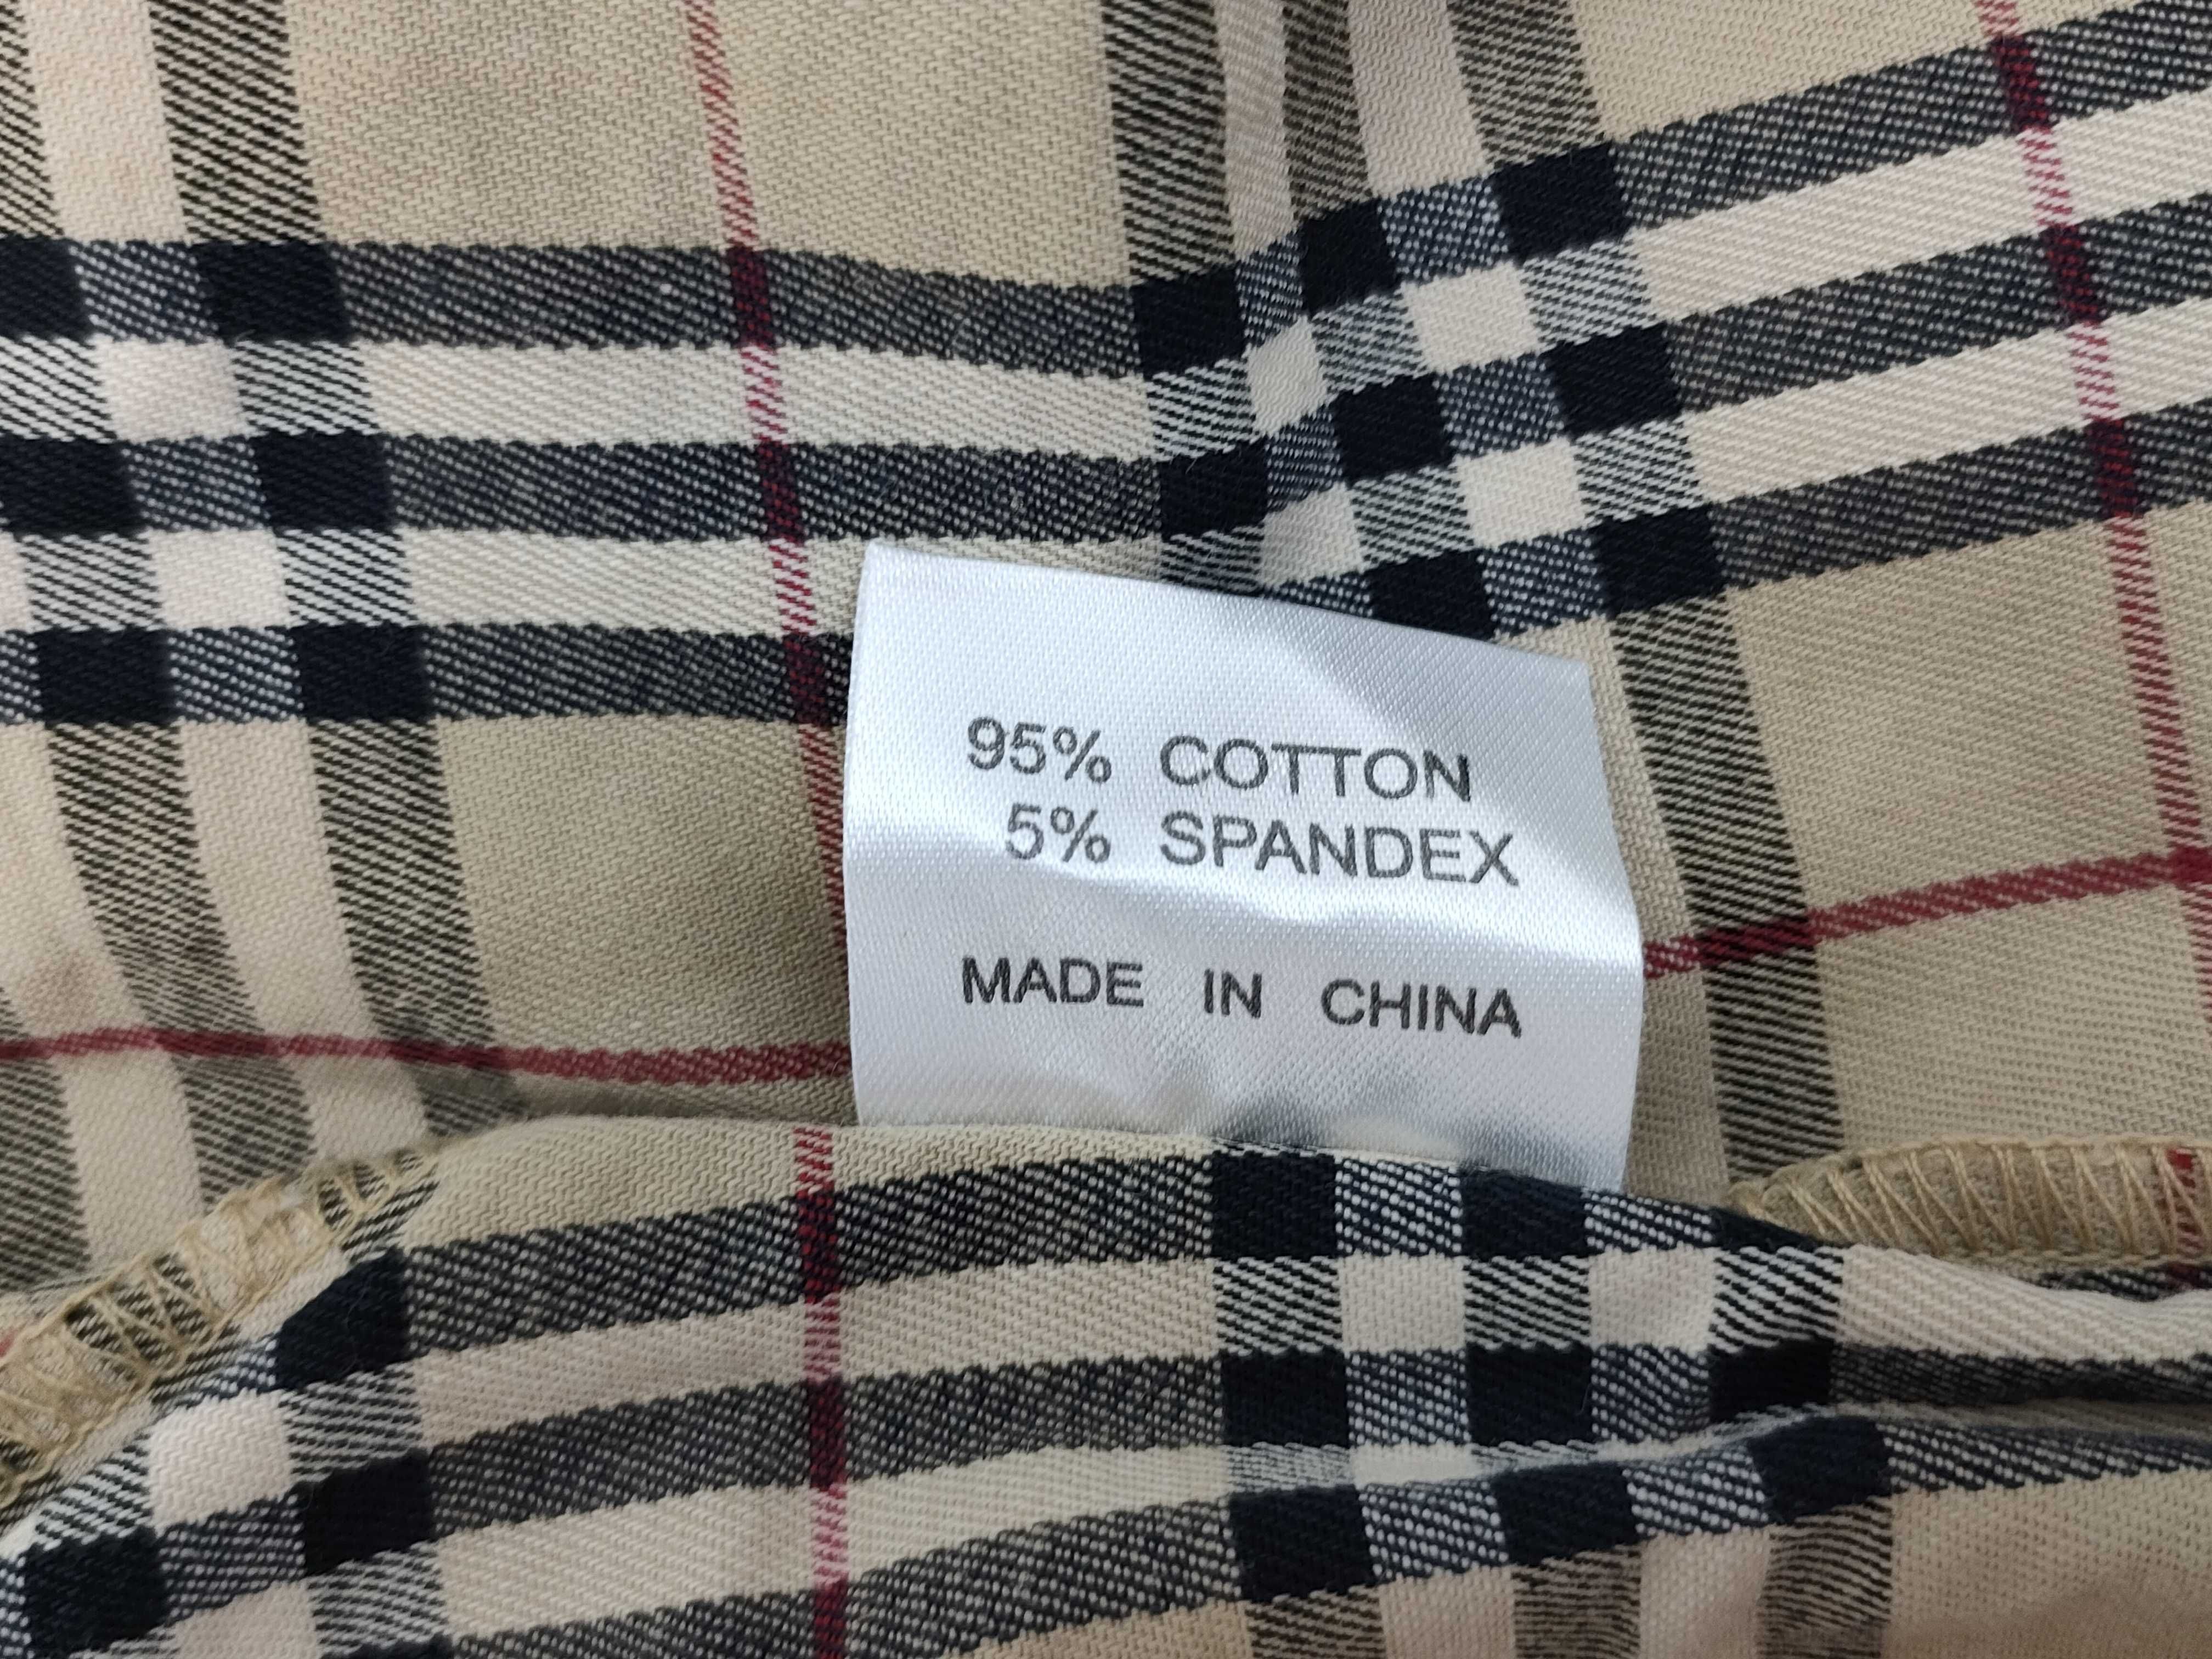 95% COTTON
5% SPANDEX
MADE IN CHINA